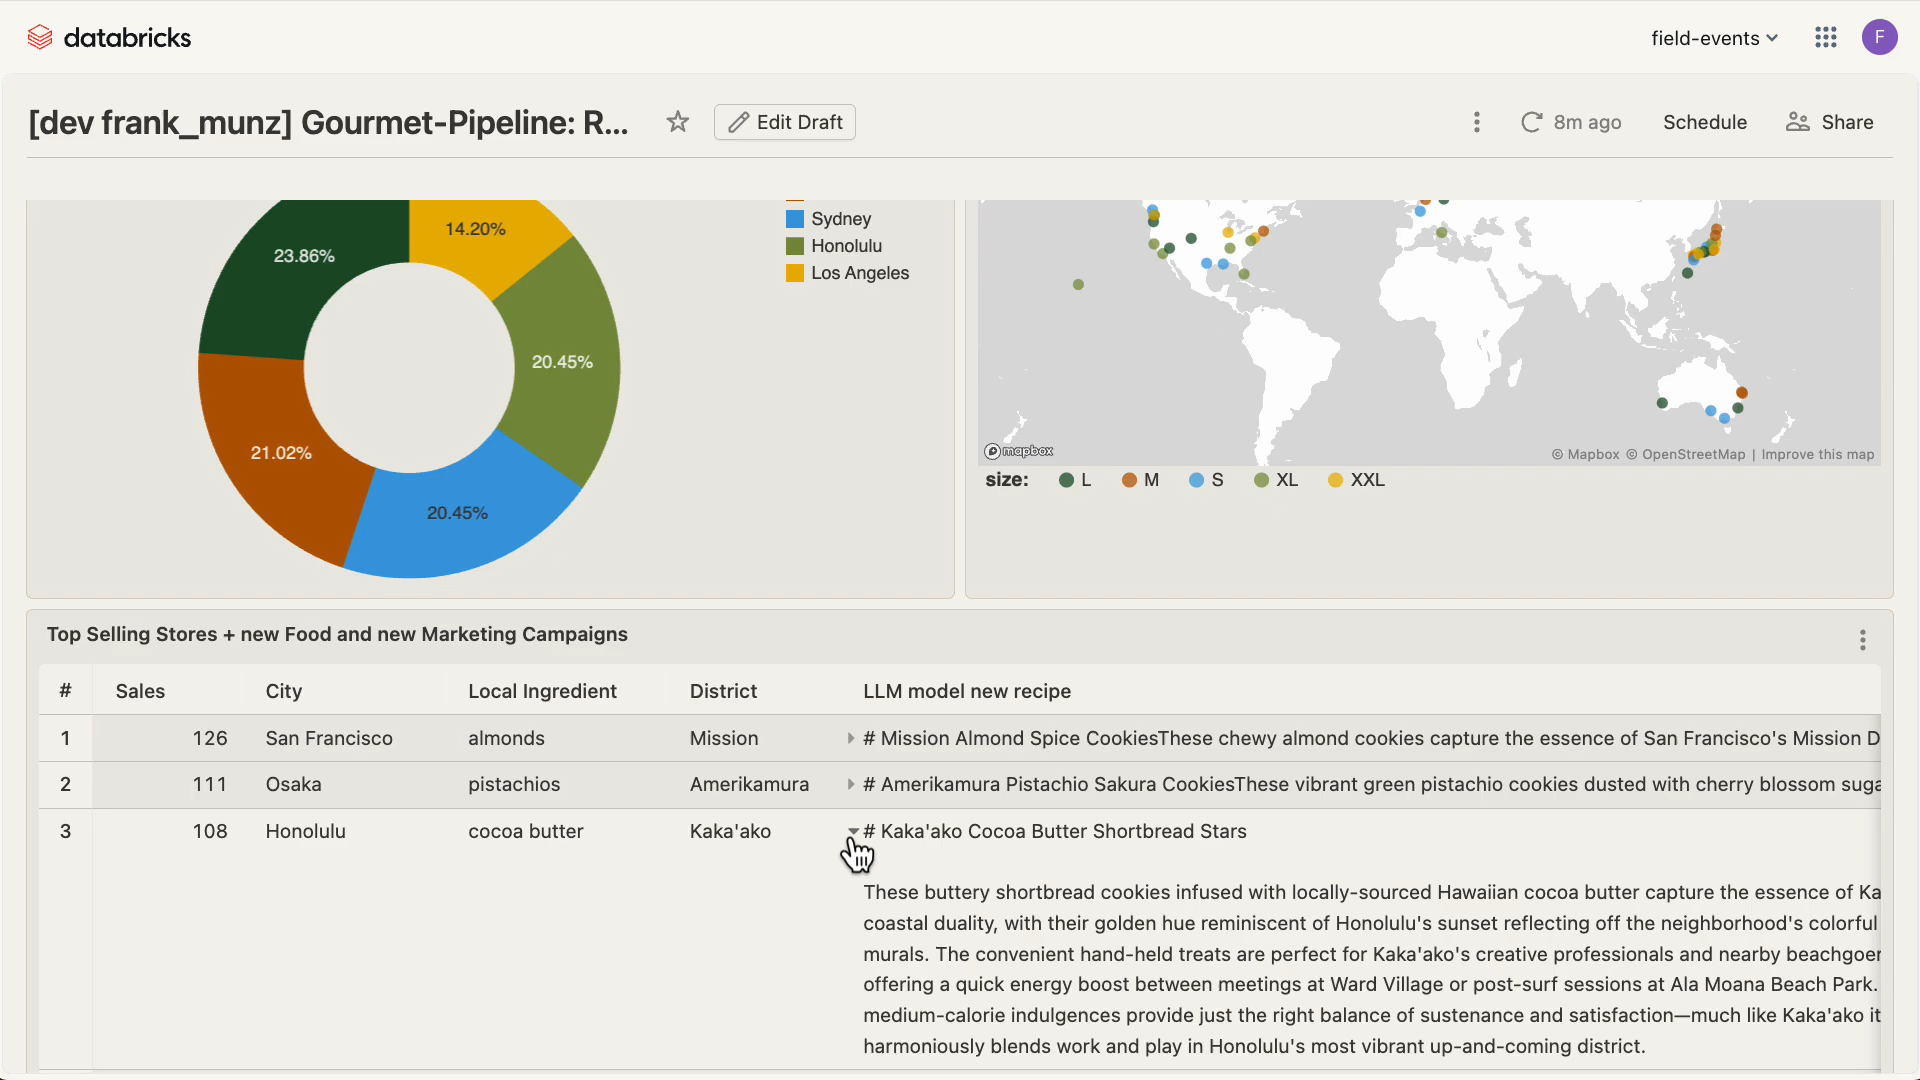 databricks
field-events
F
[dev frank_munz] Gourmet-Pipeline: R...
Edit Draft
8m ago
Schedule
Share
23.86%
14.20%
20.45%
21.02%
20.45%
Sydney
Honolulu
Los Angeles
mapbox
© Mapbox © OpenStreetMap | Improve this map
size: L M S XL XXL
Top Selling Stores + new Food and new Marketing Campaigns
# Sales City Local Ingredient District LLM model new recipe
1 126 San Francisco almonds Mission # Mission Almond Spice CookiesThese chewy almond cookies capture the essence of San Francisco's Mission D
2 111 Osaka pistachios Amerikamura # Amerikamura Pistachio Sakura CookiesThese vibrant green pistachio cookies dusted with cherry blossom suga
3 108 Honolulu cocoa butter Kaka'ako # Kaka'ako Cocoa Butter Shortbread Stars
These buttery shortbread cookies infused with locally-sourced Hawaiian cocoa butter capture the essence of Ka
coastal duality, with their golden hue reminiscent of Honolulu's sunset reflecting off the neighborhood's colorful
murals. The convenient hand-held treats are perfect for Kaka'ako's creative professionals and nearby beachgoer
offering a quick energy boost between meetings at Ward Village or post-surf sessions at Ala Moana Beach Park.
medium-calorie indulgences provide just the right balance of sustenance and satisfaction—much like Kaka'ako it
harmoniously blends work and play in Honolulu's most vibrant up-and-coming district.